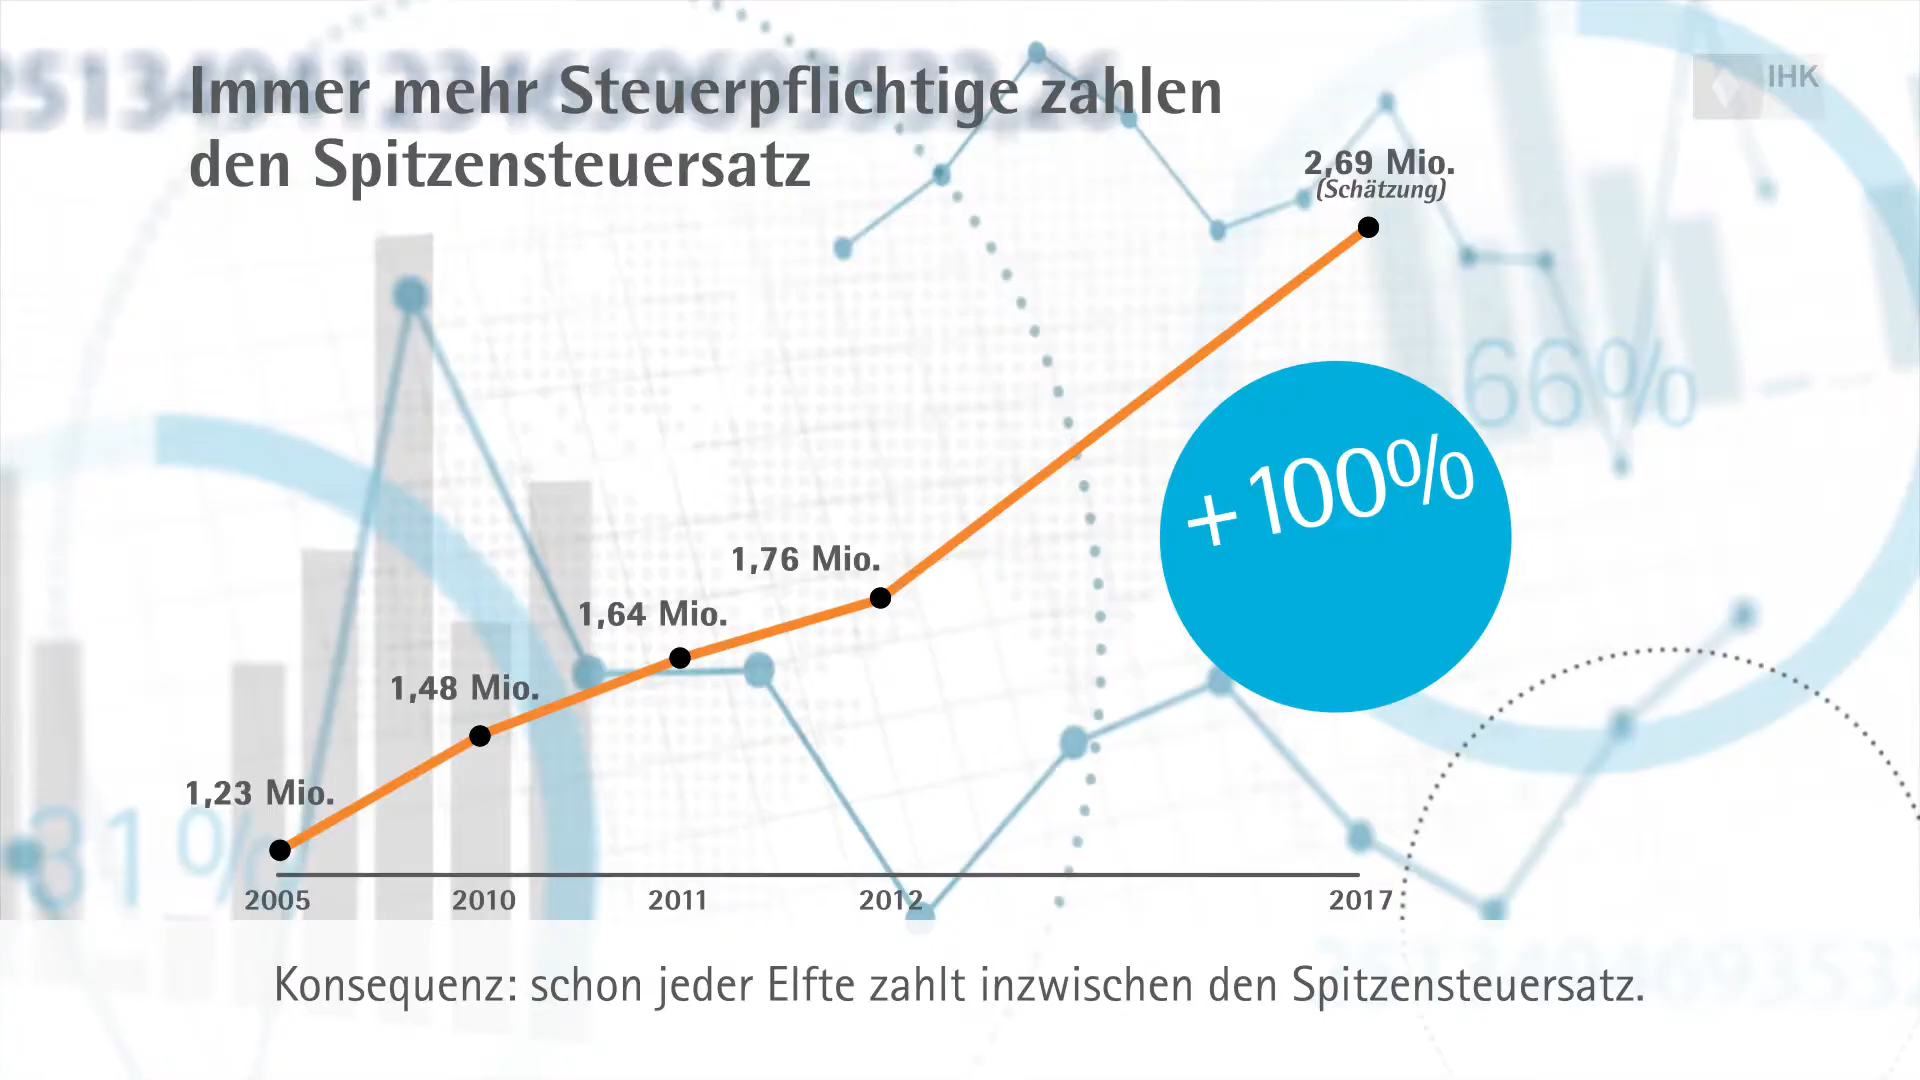 Immer mehr Steuerpflichtige zahlen
den Spitzensteuersatz
IHK
2,69 Mio.
(Schätzung)
66%
+100%
1,76 Mio.
1,64 Mio.
1,48 Mio.
1,23 Mio.
31%
2005 2010 2011 2012 2017
Konsequenz: schon jeder Elfte zahlt inzwischen den Spitzensteuersatz.